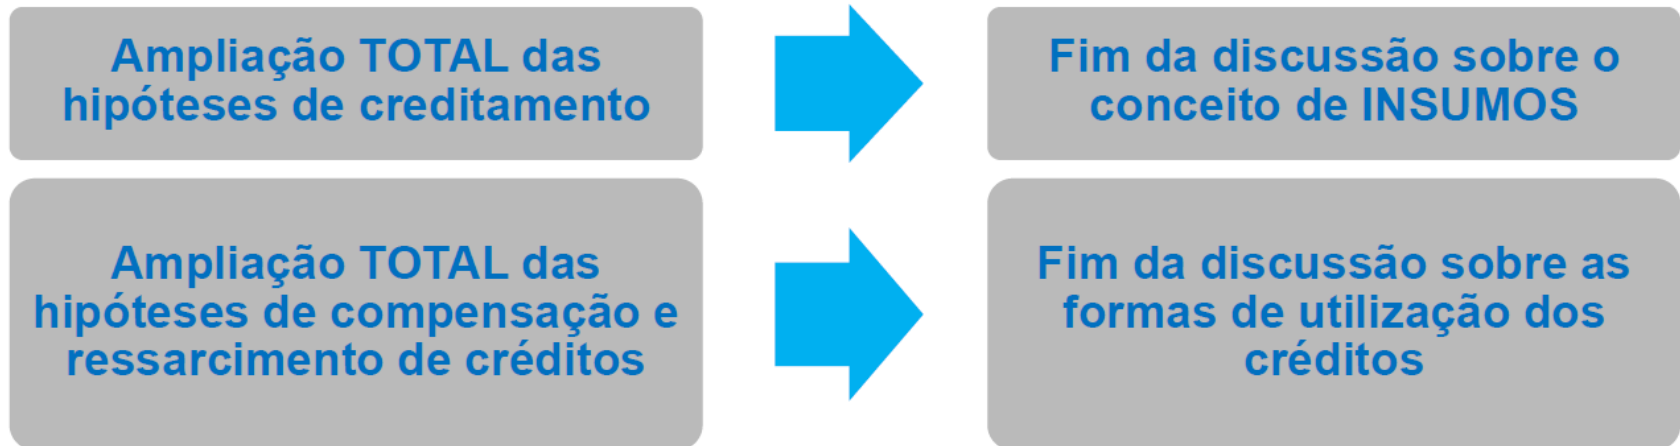 Ampliação TOTAL das
hipóteses de creditamento
Fim da discussão sobre o
conceito de INSUMOS
Ampliação TOTAL das
hipóteses de compensação e
ressarcimento de créditos
Fim da discussão sobre as
formas de utilização dos
créditos